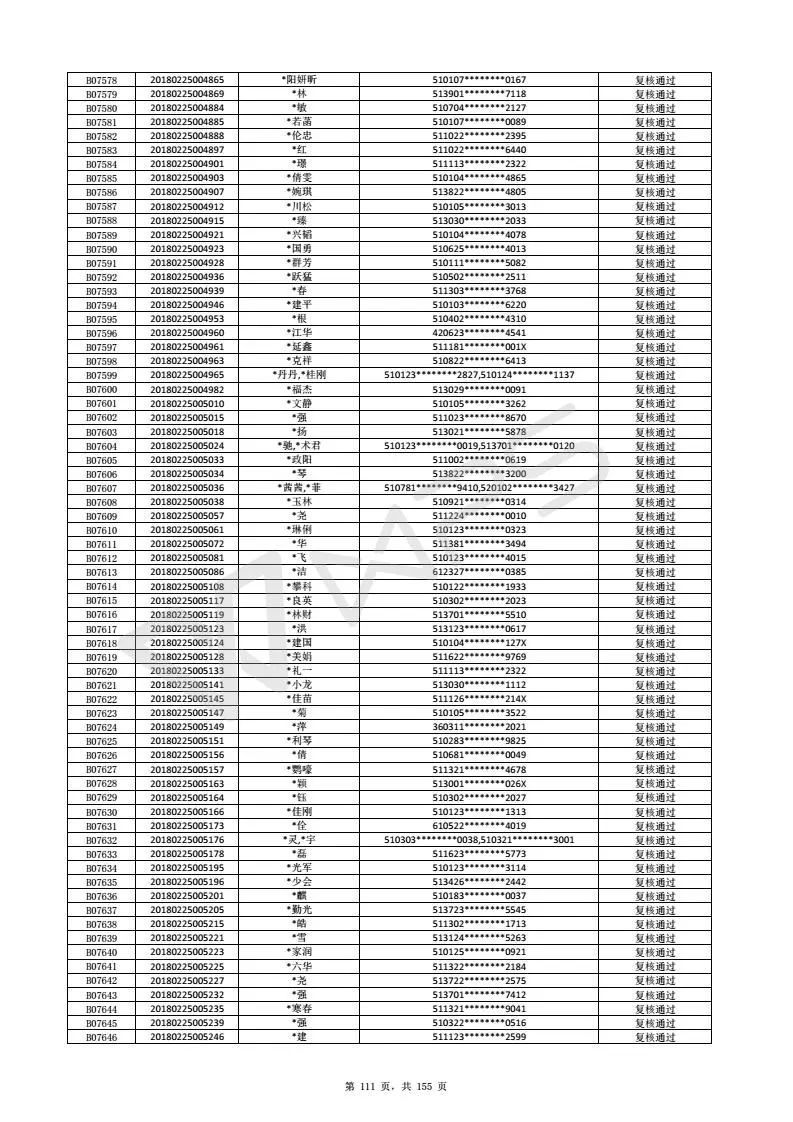 B07578 20180225004865 *阳妍昕 510107********0167 复核通过
B07579 20180225004869 *林 513901********7118 复核通过
B07580 20180225004884 *敏 510704********2127 复核通过
B07581 20180225004885 *若菡 510107********0089 复核通过
B07582 20180225004888 *伦忠 511022********2395 复核通过
B07583 20180225004897 *红 511022********6440 复核通过
B07584 20180225004901 *璟 511113********2322 复核通过
B07585 20180225004903 *倩雯 510104********4865 复核通过
B07586 20180225004907 *婉琪 513822********4805 复核通过
B07587 20180225004912 *川松 510105********3013 复核通过
B07588 20180225004915 *臻 513030********2033 复核通过
B07589 20180225004921 *兴韬 510104********4078 复核通过
B07590 20180225004923 *国勇 510625********4013 复核通过
B07591 20180225004928 *群芳 510111********5082 复核通过
B07592 20180225004936 *跃猛 510502********2511 复核通过
B07593 20180225004939 *春 511303********3768 复核通过
B07594 20180225004946 *建平 510103********6220 复核通过
B07595 20180225004953 *根 510402********4310 复核通过
B07596 20180225004960 *江华 420623********4541 复核通过
B07597 20180225004961 *延鑫 511181********001X 复核通过
B07598 20180225004963 *克祥 510822********6413 复核通过
B07599 20180225004965 *丹丹,*桂刚 510123********2827,510124********1137 复核通过
B07600 20180225004982 *福杰 513029********0091 复核通过
B07601 20180225005010 *文静 510105********3262 复核通过
B07602 20180225005015 *强 511023********8670 复核通过
B07603 20180225005018 *扬 513021********5878 复核通过
B07604 20180225005024 *驰,*术君 510123********0019,513701********0120 复核通过
B07605 20180225005033 *政阳 511002********0619 复核通过
B07606 20180225005034 *琴 513822********3200 复核通过
B07607 20180225005036 *茜茜,*菲 510781********9410,520102********3427 复核通过
B07608 20180225005038 *玉林 510921********0314 复核通过
B07609 20180225005057 *尧 511224********0010 复核通过
B07610 20180225005061 *琳俐 510123********0323 复核通过
B07611 20180225005072 *华 511381********3494 复核通过
B07612 20180225005081 *飞 510123********4015 复核通过
B07613 20180225005086 *洁 612327********0385 复核通过
B07614 20180225005108 *攀科 510122********1933 复核通过
B07615 20180225005117 *良英 510302********2023 复核通过
B07616 20180225005119 *林财 513701********5510 复核通过
B07617 20180225005123 *洪 513123********0617 复核通过
B07618 20180225005124 *建国 510104********127X 复核通过
B07619 20180225005128 *美娟 511622********9769 复核通过
B07620 20180225005133 *礼一 511113********2322 复核通过
B07621 20180225005141 *小龙 513030********1112 复核通过
B07622 20180225005145 *佳苗 511126********214X 复核通过
B07623 20180225005147 *菊 510105********3522 复核通过
B07624 20180225005149 *萍 360311********2021 复核通过
B07625 20180225005151 *利琴 510283********9825 复核通过
B07626 20180225005156 *倩 510681********0049 复核通过
B07627 20180225005157 *鹦嚎 511321********4678 复核通过
B07628 20180225005163 *颖 513001********026X 复核通过
B07629 20180225005164 *钰 510302********2027 复核通过
B07630 20180225005166 *佳刚 510123********1313 复核通过
B07631 20180225005173 *佺 610522********4019 复核通过
B07632 20180225005176 *灵,*宇 510303********0038,510321********3001 复核通过
B07633 20180225005178 *磊 511623********5773 复核通过
B07634 20180225005195 *光军 510123********3114 复核通过
B07635 20180225005196 *少会 513426********2442 复核通过
B07636 20180225005201 *麒 510183********0037 复核通过
B07637 20180225005205 *勤光 513723********5545 复核通过
B07638 20180225005215 *皓 511302********1713 复核通过
B07639 20180225005221 *雪 513124********5263 复核通过
B07640 20180225005223 *家润 510125********0921 复核通过
B07641 20180225005225 *六华 511322********2184 复核通过
B07642 20180225005227 *尧 513722********2575 复核通过
B07643 20180225005232 *强 513701********7412 复核通过
B07644 20180225005235 *寒春 511321********9041 复核通过
B07645 20180225005239 *强 510322********0516 复核通过
B07646 20180225005246 *建 511123********2599 复核通过
第 111 页，共 155 页